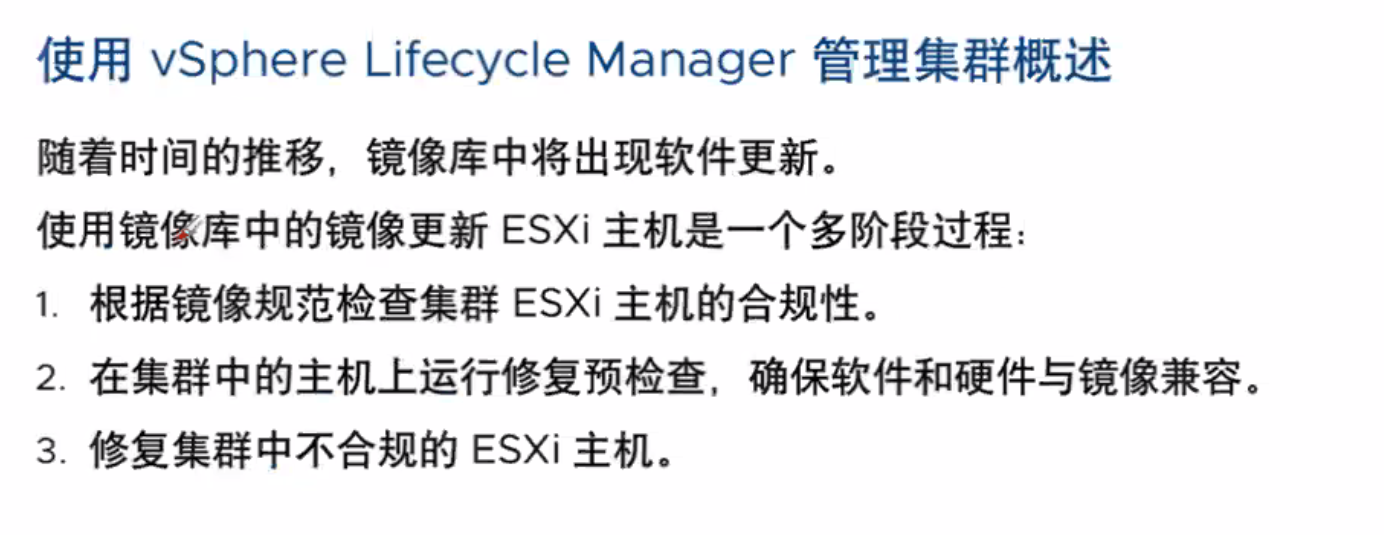 使用 vSphere Lifecycle Manager 管理集群概述
随着时间的推移，镜像库中将出现软件更新。
使用镜像库中的镜像更新 ESXi 主机是一个多阶段过程：
1. 根据镜像规范检查集群 ESXi 主机的合规性。
2. 在集群中的主机上运行修复预检查，确保软件和硬件与镜像兼容。
3. 修复集群中不合规的 ESXi 主机。